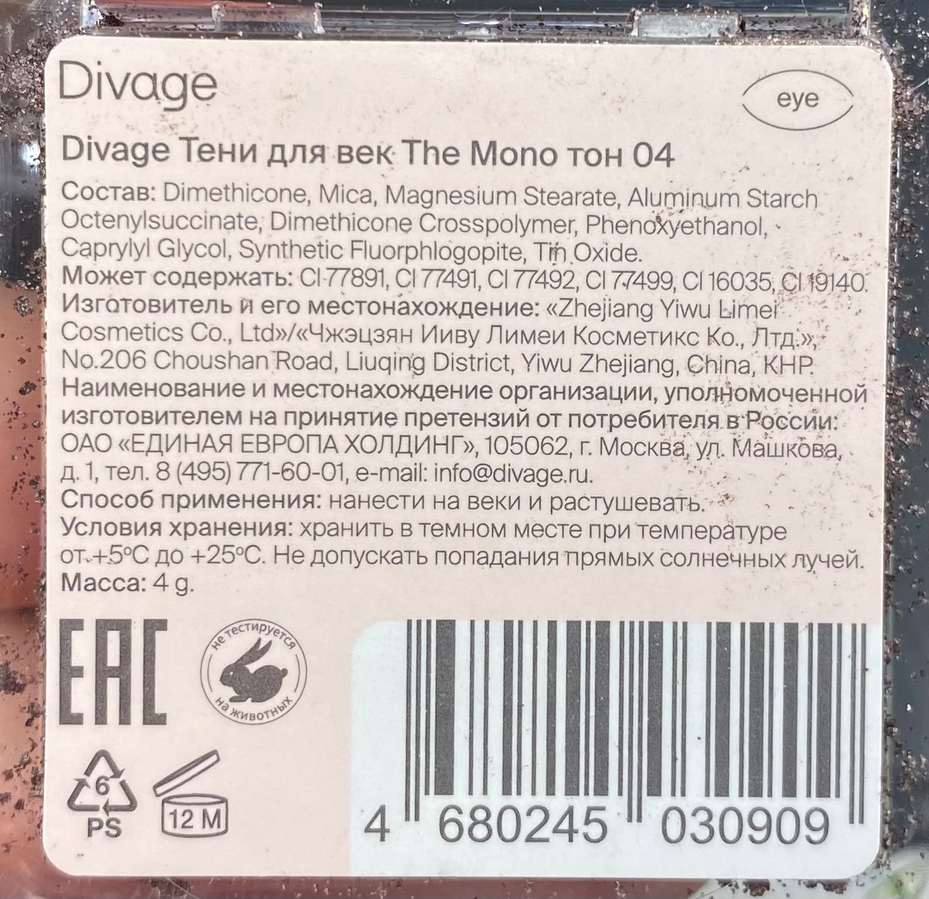 Divage
eye
Divage Тени для век The Mono тон 04
Состав: Dimethicone, Mica, Magnesium Stearate, Aluminum Starch
Octenylsuccinate, Dimethicone Crosspolymer, Phenoxyethanol,
Caprylyl Glycol, Synthetic Fluorphlogopite, Tin Oxide.
Может содержать: CI 77891, CI 77491, CI 77492, CI 77499, CI 16035, CI 19140.
Изготовитель и его местонахождение: «Zhejiang Yiwu Limei
Cosmetics Co., Ltd»/«Чжэцзян Ииву Лимеи Косметикс Ко., Лтд.»,
No.206 Choushan Road, Liuqing District, Yiwu Zhejiang, China, КНР.
Наименование и местонахождение организации, уполномоченной
изготовителем на принятие претензий от потребителя в России:
ОАО «ЕДИНАЯ ЕВРОПА ХОЛДИНГ», 105062, г. Москва, ул. Машкова,
д. 1, тел. 8 (495) 771-60-01, e-mail: info@divage.ru.
Способ применения: нанести на веки и растушевать.
Условия хранения: хранить в темном месте при температуре
от +5°C до +25°C. Не допускать попадания прямых солнечных лучей.
Масса: 4 g.
EAC
не тестируется
на животных
6
PS
12 M
4 680245 030909